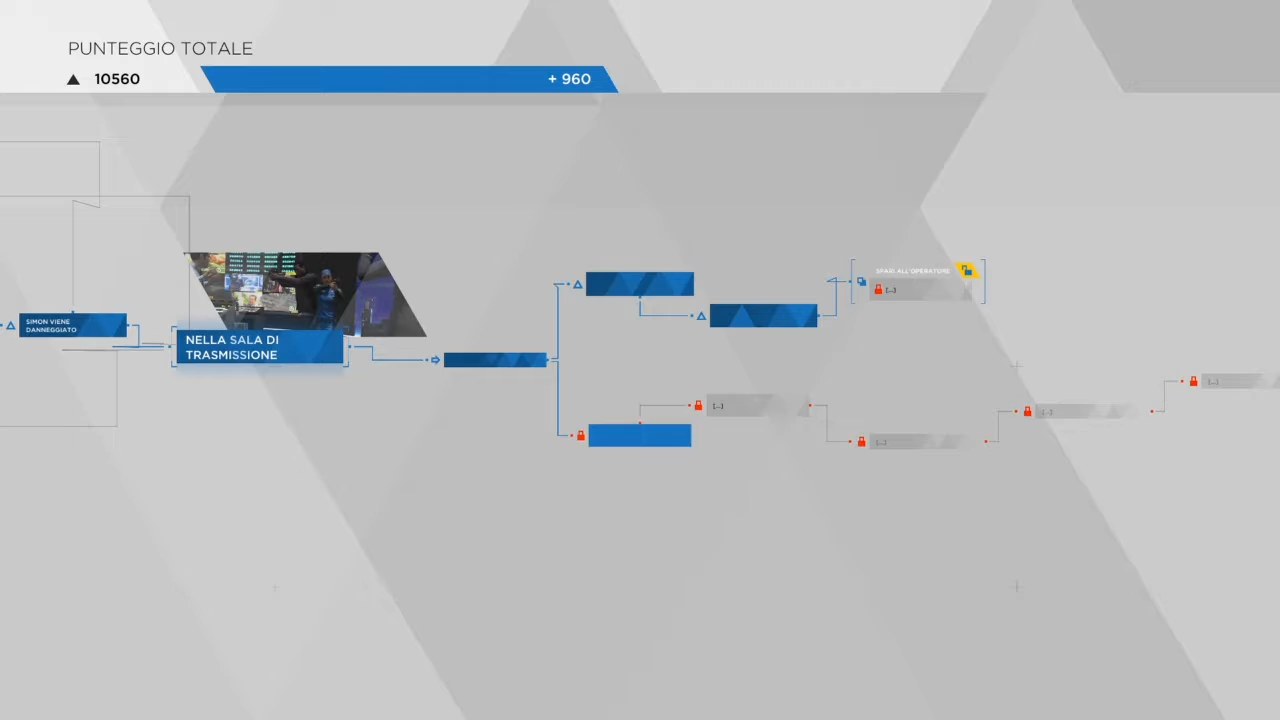 PUNTEGGIO TOTALE
10560
+ 960
SPARI ALL'OPERATORE
[...]
SIMON VIENE
DANNEGGIATO
NELLA SALA DI
TRASMISSIONE
[...]
[...]
[...]
[...]